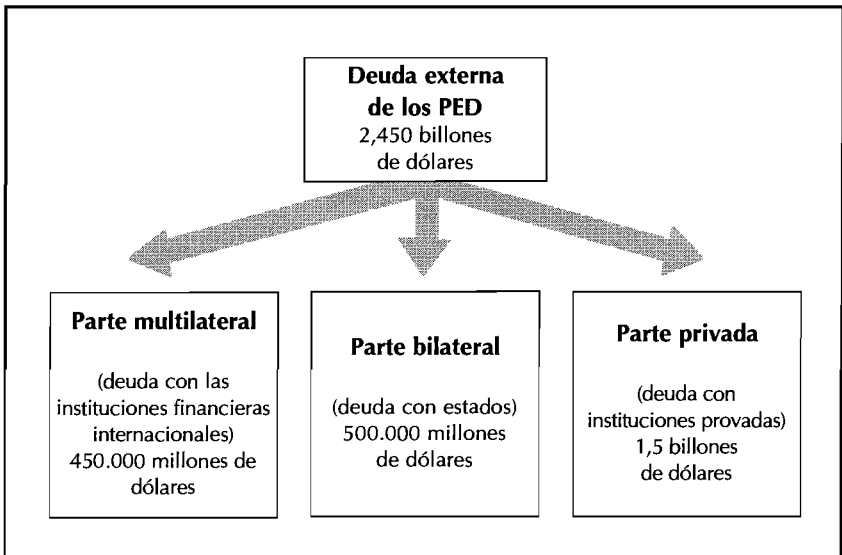 Deuda externa
de los PED
2,450 billones
de dólares
Parte multilateral
(deuda con las
instituciones financieras
internacionales)
450.000 millones de
dólares
Parte bilateral
(deuda con estados)
500.000 millones
de dólares
Parte privada
(deuda con
instituciones provadas)
1,5 billones
de dólares